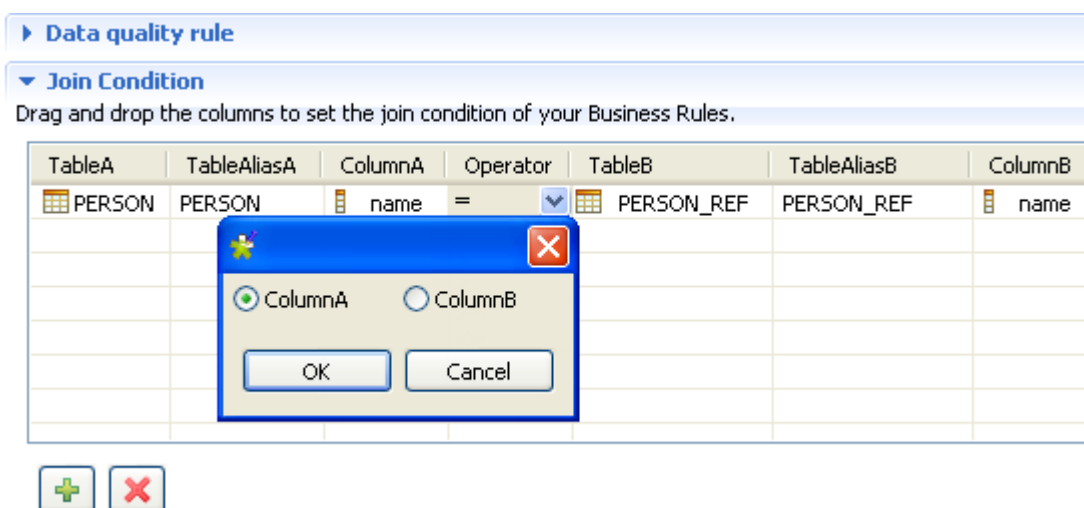 Data quality rule
Join Condition
Drag and drop the columns to set the join condition of your Business Rules.
TableA TableAliasA ColumnA Operator TableB TableAliasB ColumnB
PERSON PERSON name = PERSON_REF PERSON_REF name
ColumnA ColumnB
OK Cancel